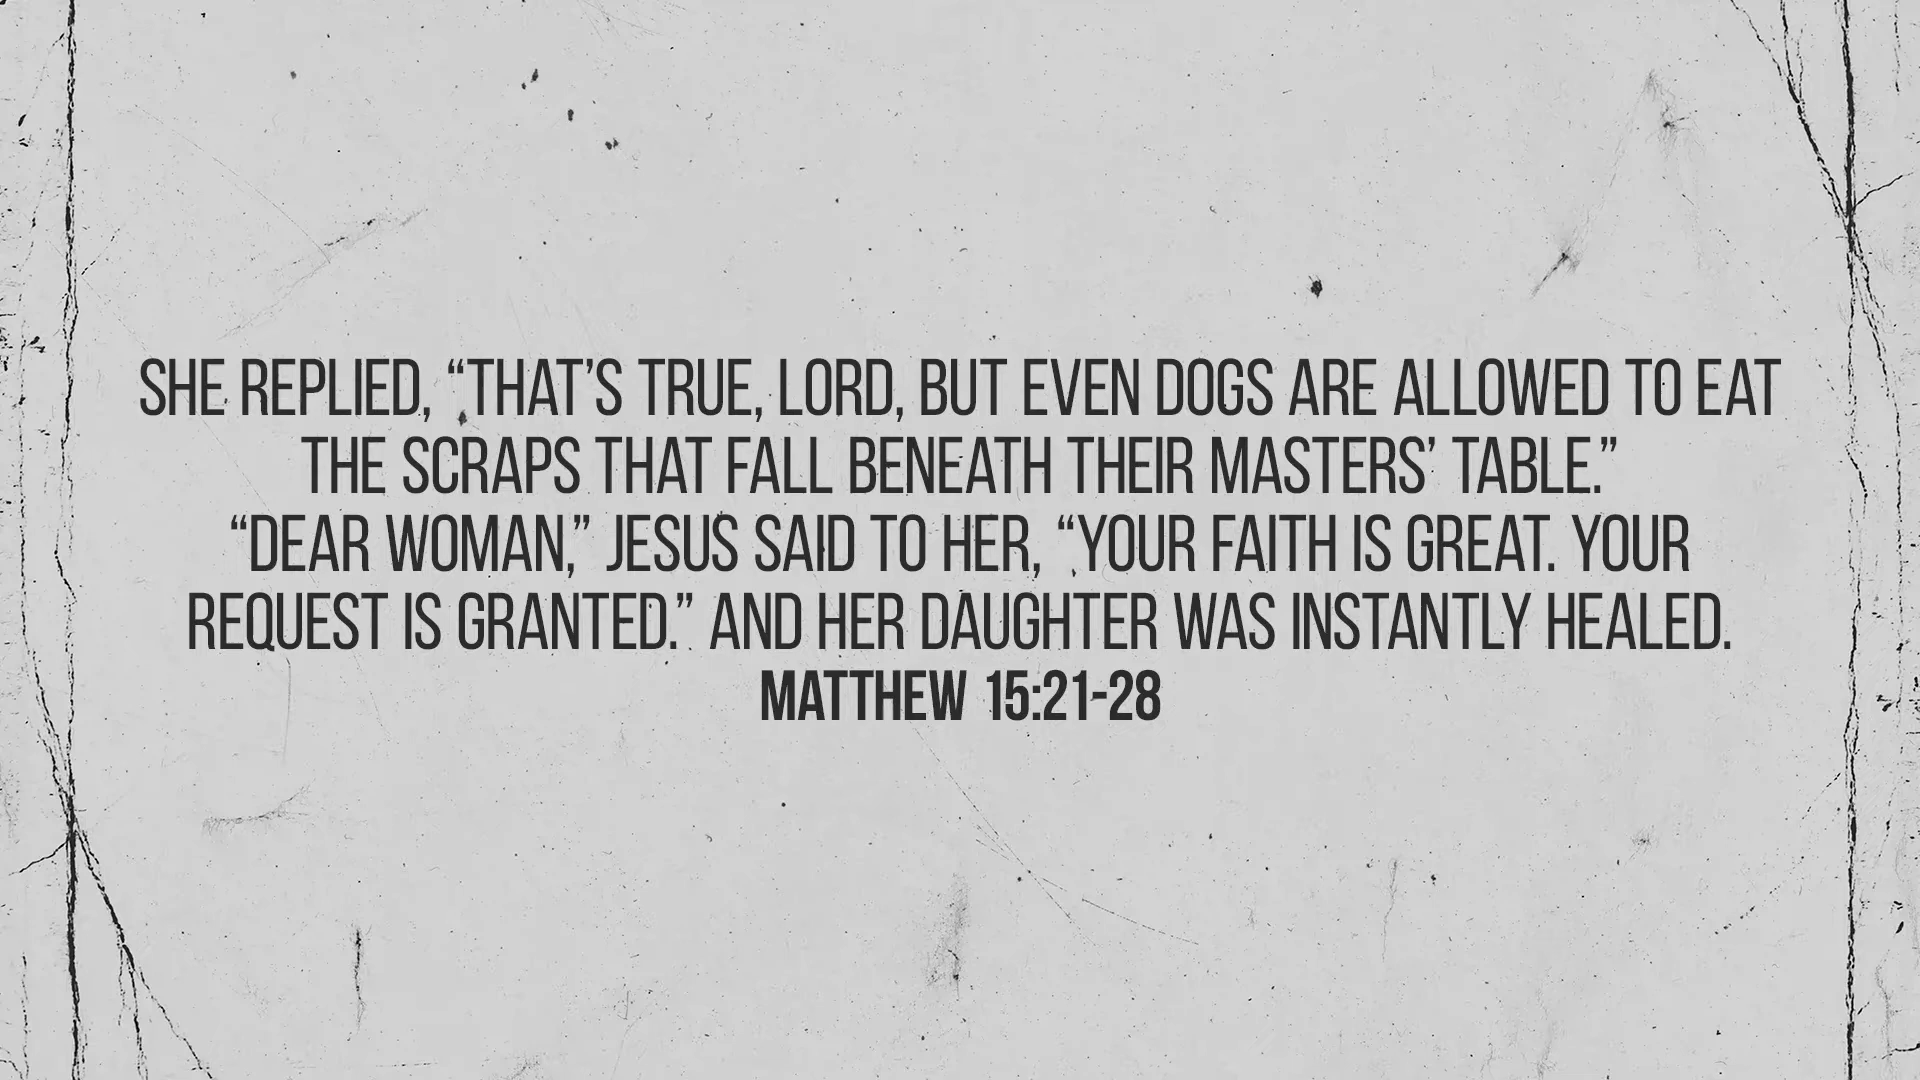 SHE REPLIED, “THAT’S TRUE, LORD, BUT EVEN DOGS ARE ALLOWED TO EAT
THE SCRAPS THAT FALL BENEATH THEIR MASTERS’ TABLE.”
“DEAR WOMAN,” JESUS SAID TO HER, “YOUR FAITH IS GREAT. YOUR
REQUEST IS GRANTED.” AND HER DAUGHTER WAS INSTANTLY HEALED.
MATTHEW 15:21-28